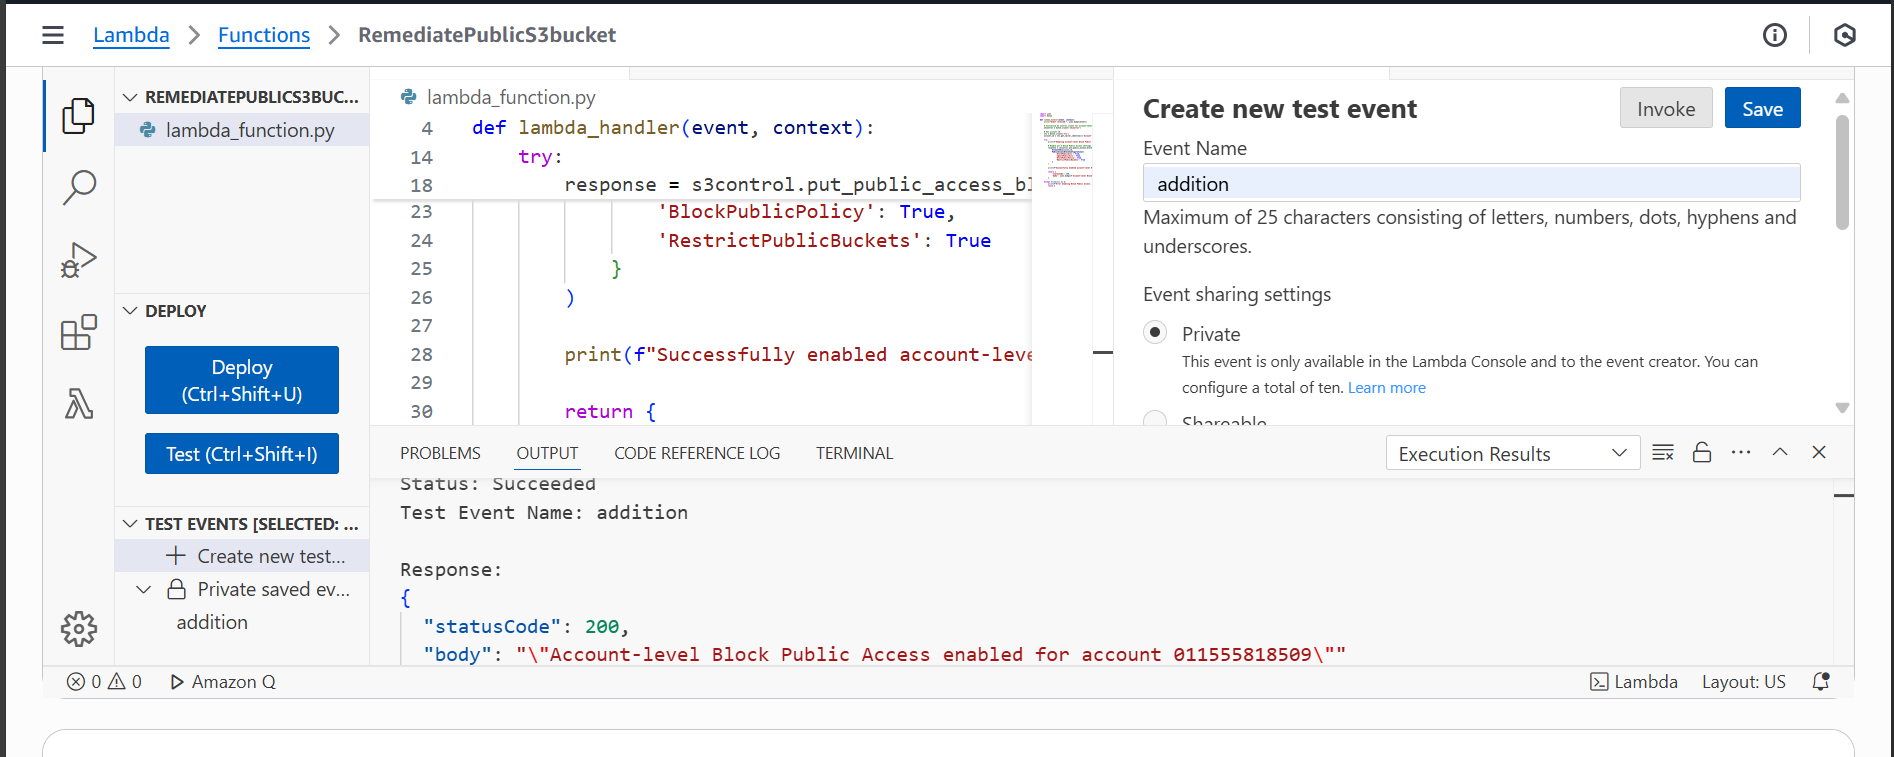 Lambda > Functions > RemediatePublicS3bucket
REMEDIATEPUBLICS3BUC...
lambda_function.py
DEPLOY
Deploy
(Ctrl+Shift+U)
Test (Ctrl+Shift+I)
TEST EVENTS [SELECTED: ...
Create new test...
Private saved ev...
addition
lambda_function.py
4 def lambda_handler(event, context):
14 try:
18 response = s3control.put_public_access_bl
23 'BlockPublicPolicy': True,
24 'RestrictPublicBuckets': True
25 }
26 )
27
28 print(f"Successfully enabled account-leve
29
30 return {
Create new test event
Invoke
Save
Event Name
addition
Maximum of 25 characters consisting of letters, numbers, dots, hyphens and
underscores.
Event sharing settings
Private
This event is only available in the Lambda Console and to the event creator. You can
configure a total of ten. Learn more
Shareable
PROBLEMS OUTPUT CODE REFERENCE LOG TERMINAL
Execution Results
Status: Succeeded
Test Event Name: addition
Response:
{
"statusCode": 200,
"body": "\"Account-level Block Public Access enabled for account 011555818509\""
0 0 Amazon Q
Lambda Layout: US